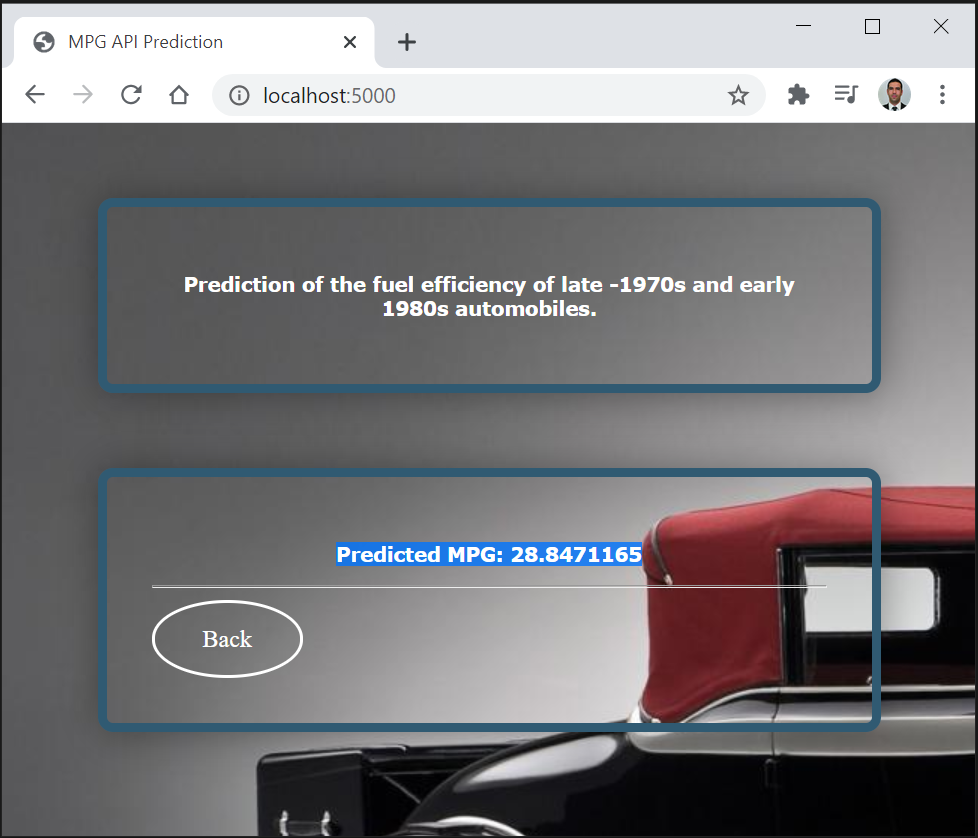 MPG API Prediction
localhost:5000
Prediction of the fuel efficiency of late -1970s and early
1980s automobiles.
Predicted MPG: 28.8471165
Back